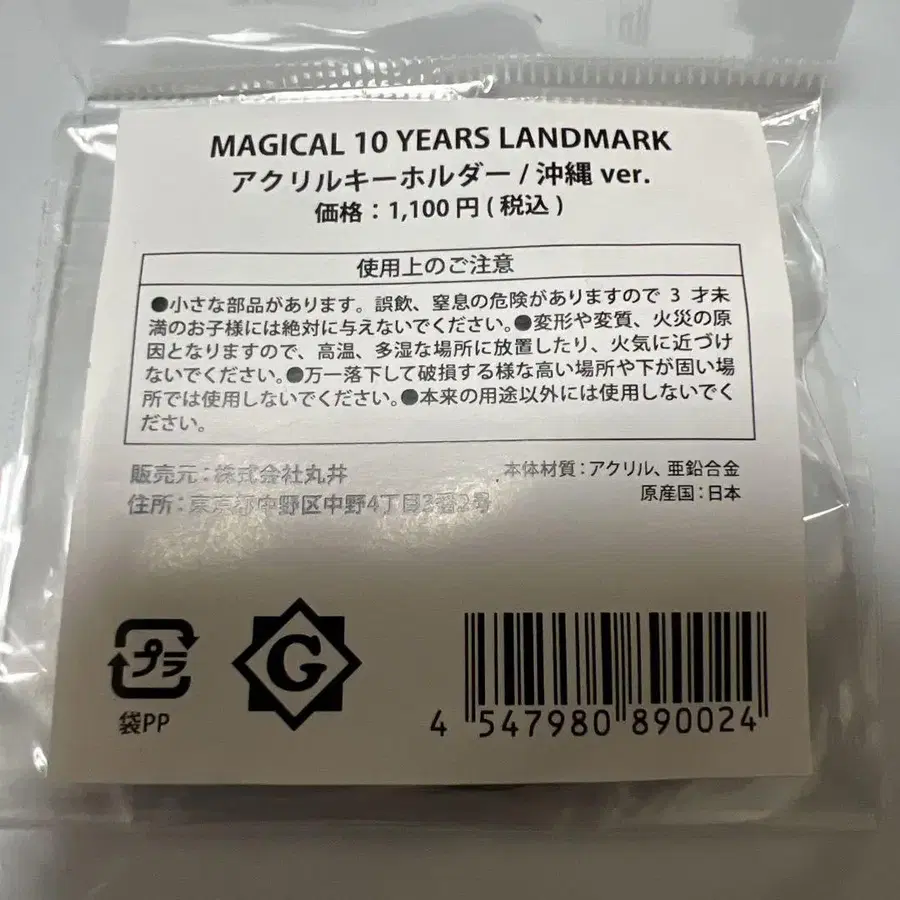 MAGICAL 10 YEARS LANDMARK
アクリルキーホルダー / 沖縄 ver.
価格：1,100円 ( 税込 )
使用上のご注意
●小さな部品があります。誤飲、窒息の危険がありますので 3 才未
満のお子様には絶対に与えないでください。●変形や変質、火災の原
因となりますので、高温、多湿な場所に放置したり、火気に近づけ
ないでください。●万一落下して破損する様な高い場所や下が固い場
所では使用しないでください。●本来の用途以外には使用しないでく
ださい。
販売元：株式会社丸井
住所：東京都中野区中野4丁目3番2号
本体材質：アクリル、亜鉛合金
原産国：日本
プラ
袋PP
G
4 547980 890024